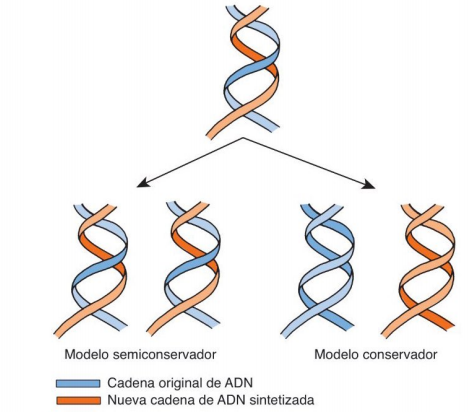 Modelo semiconservador
Modelo conservador
Cadena original de ADN
Nueva cadena de ADN sintetizada